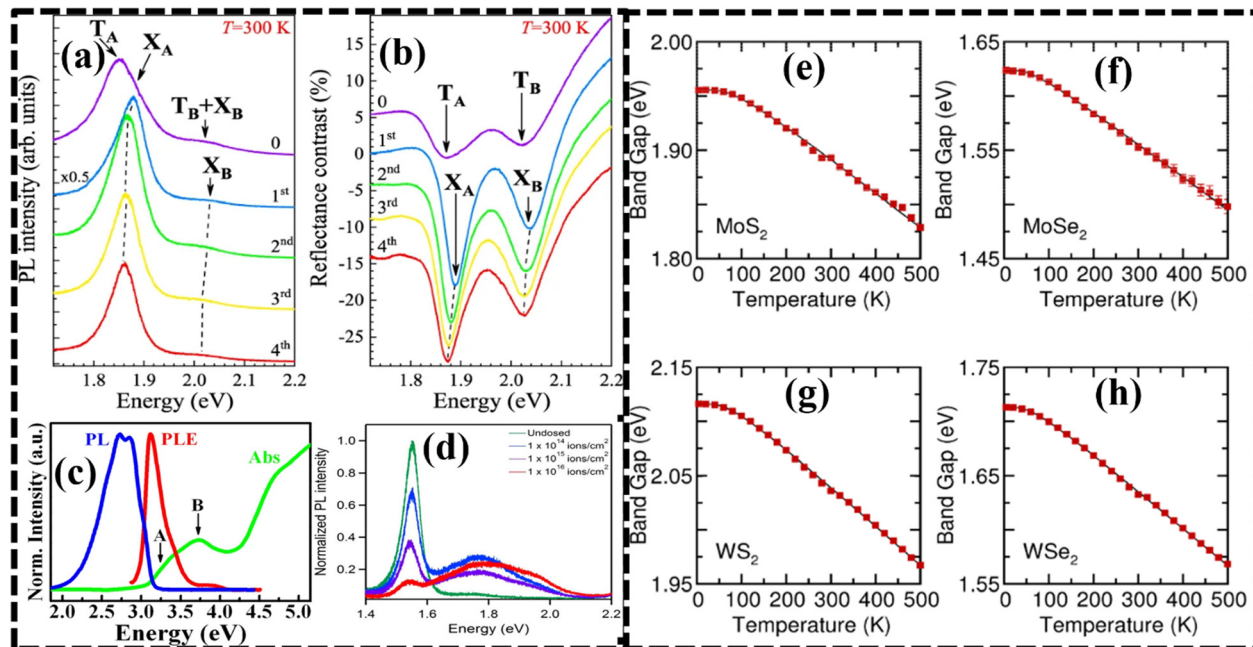 (a)
T_A
X_A
T=300 K
T_B+X_B
X_B
0
x0.5
1st
2nd
3rd
4th
PL intensity (arb. units)
1.8 1.9 2.0 2.1 2.2
Energy (eV)
(b)
T=300 K
T_A
T_B
X_A
X_B
0
1st
2nd
3rd
4th
Reflectance contrast (%)
15
10
5
0
-5
-10
-15
-20
-25
1.8 1.9 2.0 2.1 2.2
Energy (eV)
(c)
PL
PLE
Abs
A
B
Norm. Intensity (a.u.)
2.0 2.5 3.0 3.5 4.0 4.5 5.0
Energy (eV)
(d)
Undosed
1 x 10^14 ions/cm^2
1 x 10^15 ions/cm^2
1 x 10^16 ions/cm^2
Normalized PL intensity
1.0
0.8
0.6
0.4
0.2
1.4 1.6 1.8 2.0 2.2
Energy (eV)
(e)
MoS2
Band Gap (eV)
2.00
1.90
1.80
0 100 200 300 400 500
Temperature (K)
(f)
MoSe2
Band Gap (eV)
1.65
1.55
1.45
0 100 200 300 400 500
Temperature (K)
(g)
WS2
Band Gap (eV)
2.15
2.05
1.95
0 100 200 300 400 500
Temperature (K)
(h)
WSe2
Band Gap (eV)
1.75
1.65
1.55
0 100 200 300 400 500
Temperature (K)